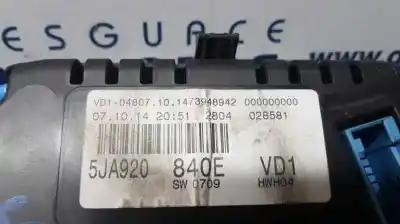 ESGUACE
VD1-04807.10.1473948942 000000000
07.10.14 20:51 2804 028581
5JA920 840E VD1
SW 0709 HWH04